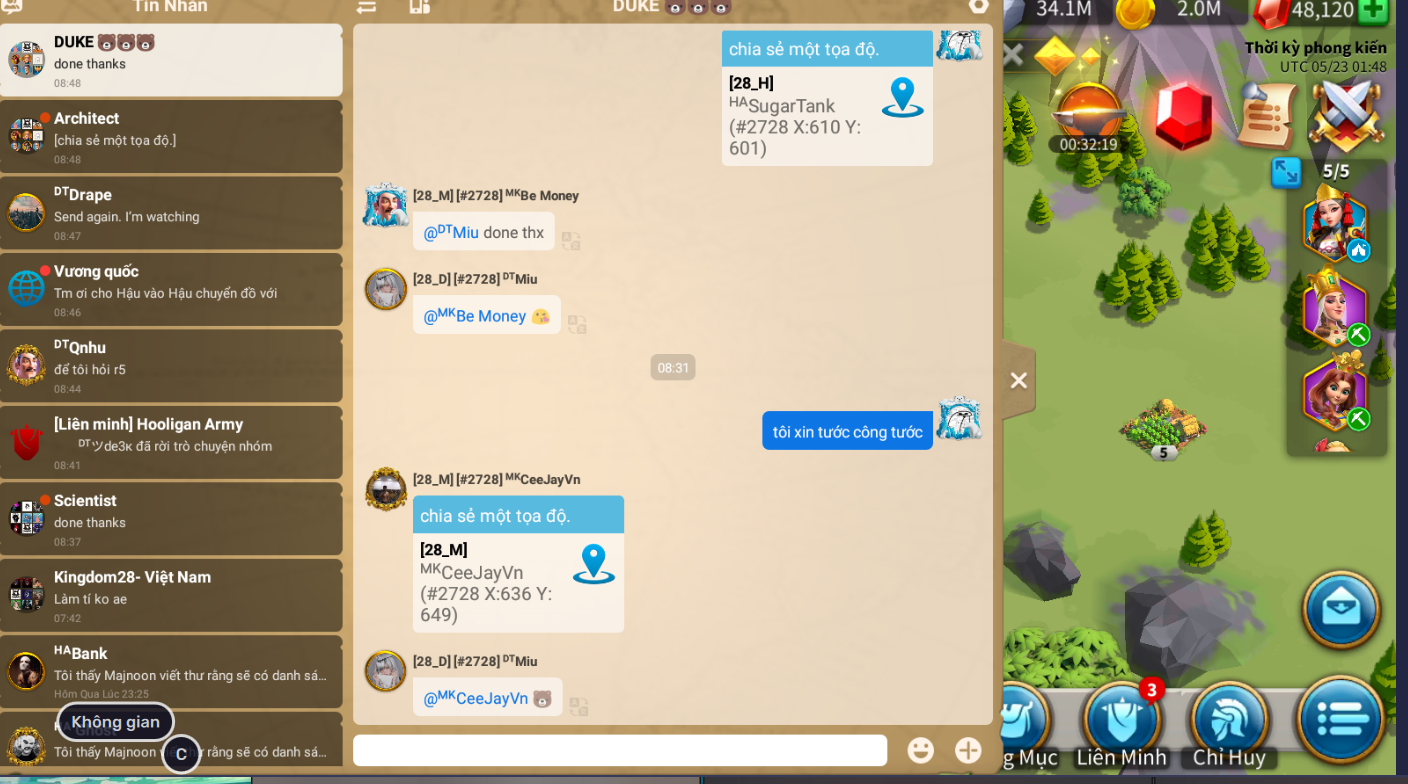 Tin Nhắn
DUKE 🐻🐻🐻
done thanks
08:48
Architect
[chia sẻ một tọa độ.]
08:48
ᴰᵀDrape
Send again. I'm watching
08:47
Vương quốc
Tm ơi cho Hậu vào Hậu chuyển đồ với
08:46
ᴰᵀQnhu
để tôi hỏi r5
08:44
[Liên minh] Hooligan Army
ᴰᵀツde3ĸ đã rời trò chuyện nhóm
08:41
Scientist
done thanks
08:37
Kingdom28- Việt Nam
Làm tí ko ae
07:42
ᴴᴬBank
Tôi thấy Majnoon viết thư rằng sẽ có danh sá...
Hôm Qua Lúc 23:25
ᴴᴬGhost
Tôi thấy Majnoon viết thư rằng sẽ có danh sá...
Không gian
C
DUKE 🐻🐻🐻
chia sẻ một tọa độ.
[28_H]
ᴴᴬSugarTank
(#2728 X:610 Y:
601)
[28_M] [#2728] ᴹᴷBe Money
@ᴰᵀMiu done thx
[28_D] [#2728] ᴰᵀMiu
@ᴹᴷBe Money 😘
08:31
tôi xin tước công tước
[28_M] [#2728] ᴹᴷCeeJayVn
chia sẻ một tọa độ.
[28_M]
ᴹᴷCeeJayVn
(#2728 X:636 Y:
649)
[28_D] [#2728] ᴰᵀMiu
@ᴹᴷCeeJayVn 🐻
34.1M
2.0M
48,120
Thời kỳ phong kiến
UTC 05/23 01:48
00:32:19
5/5
5
3
g Mục
Liên Minh
Chỉ Huy